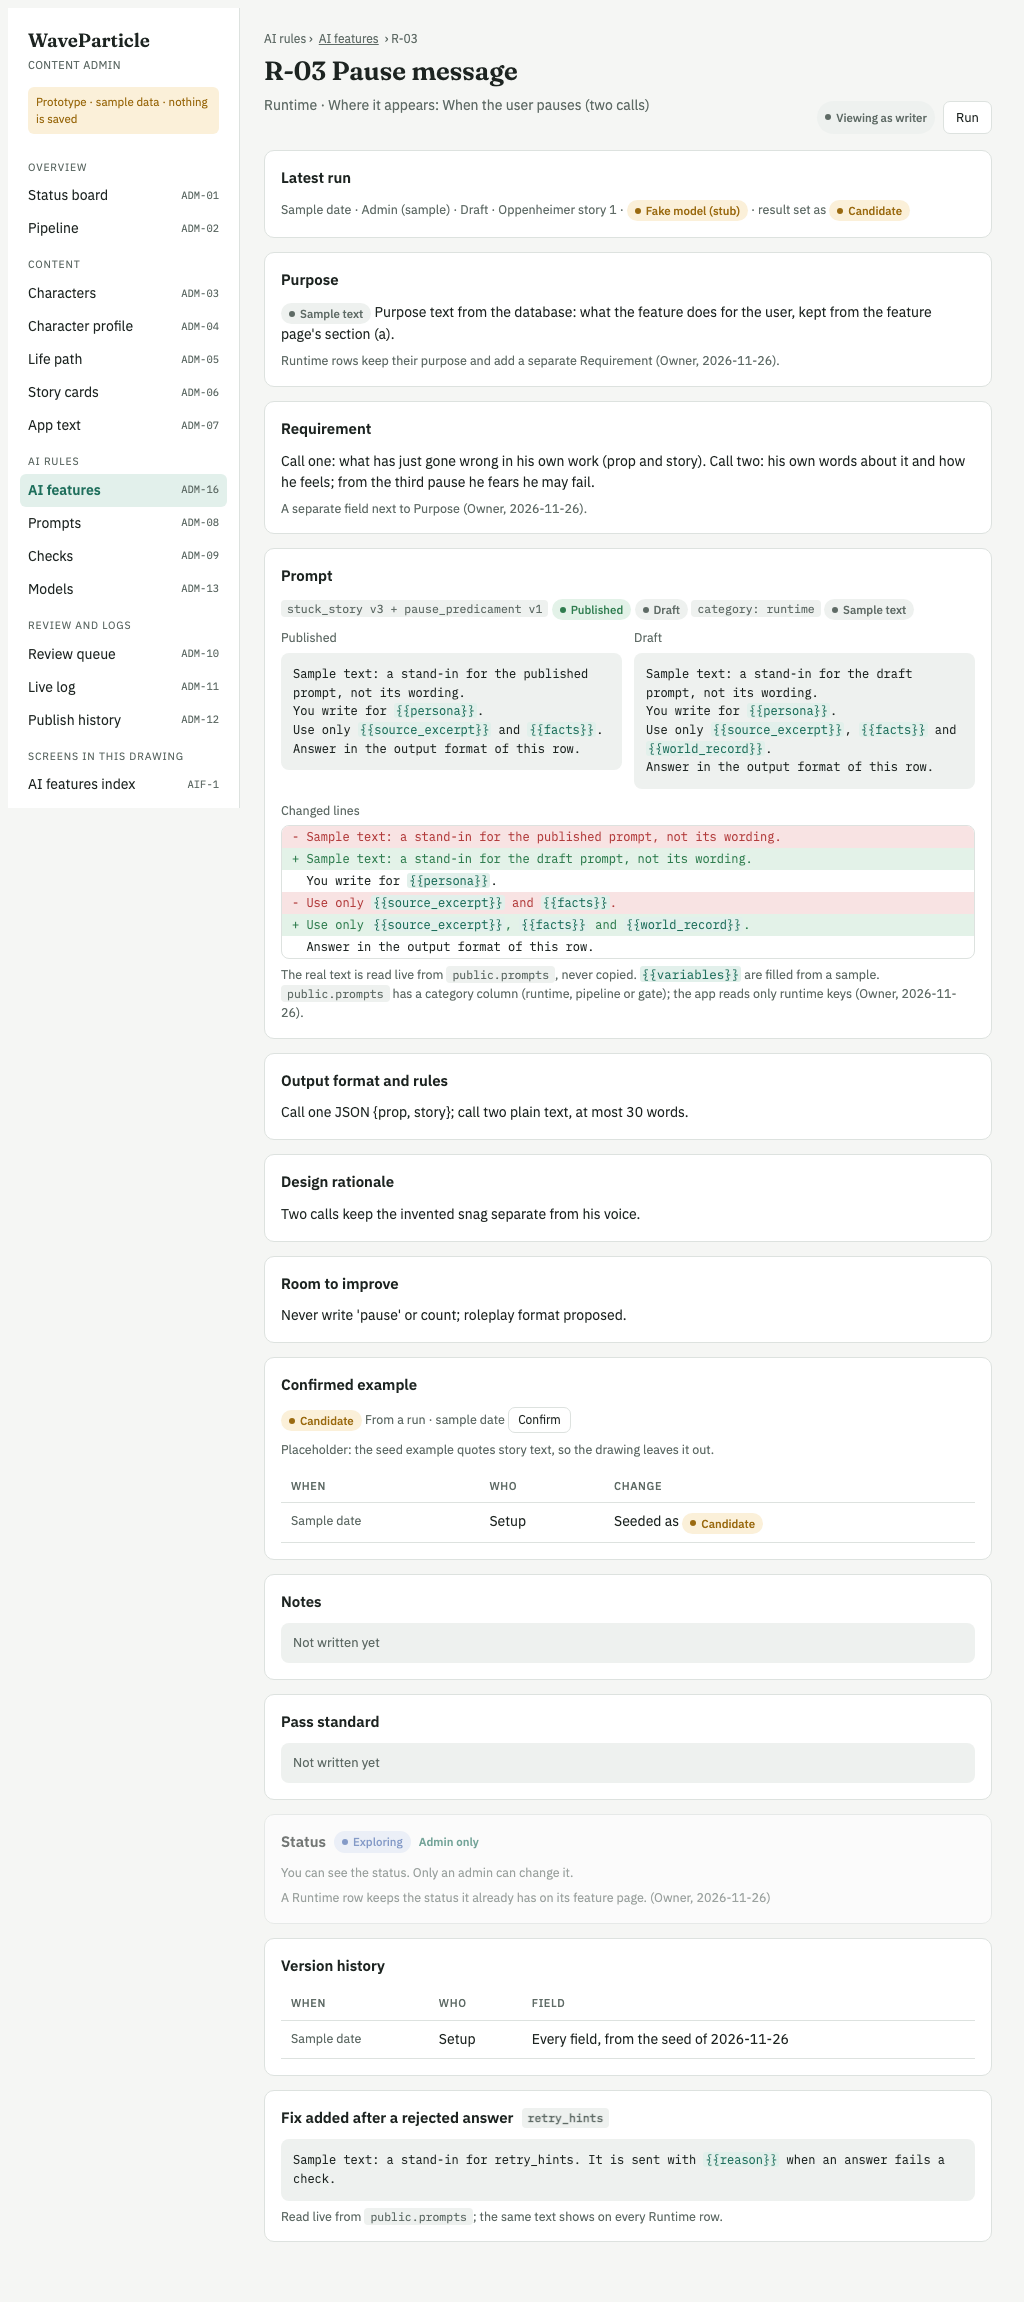 WaveParticle
CONTENT ADMIN
Prototype · sample data · nothing
is saved
OVERVIEW
Status board ADM-01
Pipeline ADM-02
CONTENT
Characters ADM-03
Character profile ADM-04
Life path ADM-05
Story cards ADM-06
App text ADM-07
AI RULES
AI features ADM-16
Prompts ADM-08
Checks ADM-09
Models ADM-13
REVIEW AND LOGS
Review queue ADM-10
Live log ADM-11
Publish history ADM-12
SCREENS IN THIS DRAWING
AI features index AIF-1
AI rules › AI features › R-03
R-03 Pause message
Runtime · Where it appears: When the user pauses (two calls)
Viewing as writer Run
Latest run
Sample date · Admin (sample) · Draft · Oppenheimer story 1 · Fake model (stub) · result set as Candidate
Purpose
Sample text Purpose text from the database: what the feature does for the user, kept from the feature
page's section (a).
Runtime rows keep their purpose and add a separate Requirement (Owner, 2026-11-26).
Requirement
Call one: what has just gone wrong in his own work (prop and story). Call two: his own words about it and how
he feels; from the third pause he fears he may fail.
A separate field next to Purpose (Owner, 2026-11-26).
Prompt
stuck_story v3 + pause_predicament v1 Published Draft category: runtime Sample text
Published
Sample text: a stand-in for the published
prompt, not its wording.
You write for {{persona}}.
Use only {{source_excerpt}} and {{facts}}.
Answer in the output format of this row.
Draft
Sample text: a stand-in for the draft
prompt, not its wording.
You write for {{persona}}.
Use only {{source_excerpt}}, {{facts}} and
{{world_record}}.
Answer in the output format of this row.
Changed lines
- Sample text: a stand-in for the published prompt, not its wording.
+ Sample text: a stand-in for the draft prompt, not its wording.
You write for {{persona}}.
- Use only {{source_excerpt}} and {{facts}}.
+ Use only {{source_excerpt}}, {{facts}} and {{world_record}}.
Answer in the output format of this row.
The real text is read live from public.prompts, never copied. {{variables}} are filled from a sample.
public.prompts has a category column (runtime, pipeline or gate); the app reads only runtime keys (Owner, 2026-11-
26).
Output format and rules
Call one JSON {prop, story}; call two plain text, at most 30 words.
Design rationale
Two calls keep the invented snag separate from his voice.
Room to improve
Never write 'pause' or count; roleplay format proposed.
Confirmed example
Candidate From a run · sample date Confirm
Placeholder: the seed example quotes story text, so the drawing leaves it out.
WHEN WHO CHANGE
Sample date Setup Seeded as Candidate
Notes
Not written yet
Pass standard
Not written yet
Status Exploring Admin only
You can see the status. Only an admin can change it.
A Runtime row keeps the status it already has on its feature page. (Owner, 2026-11-26)
Version history
WHEN WHO FIELD
Sample date Setup Every field, from the seed of 2026-11-26
Fix added after a rejected answer retry_hints
Sample text: a stand-in for retry_hints. It is sent with {{reason}} when an answer fails a
check.
Read live from public.prompts; the same text shows on every Runtime row.